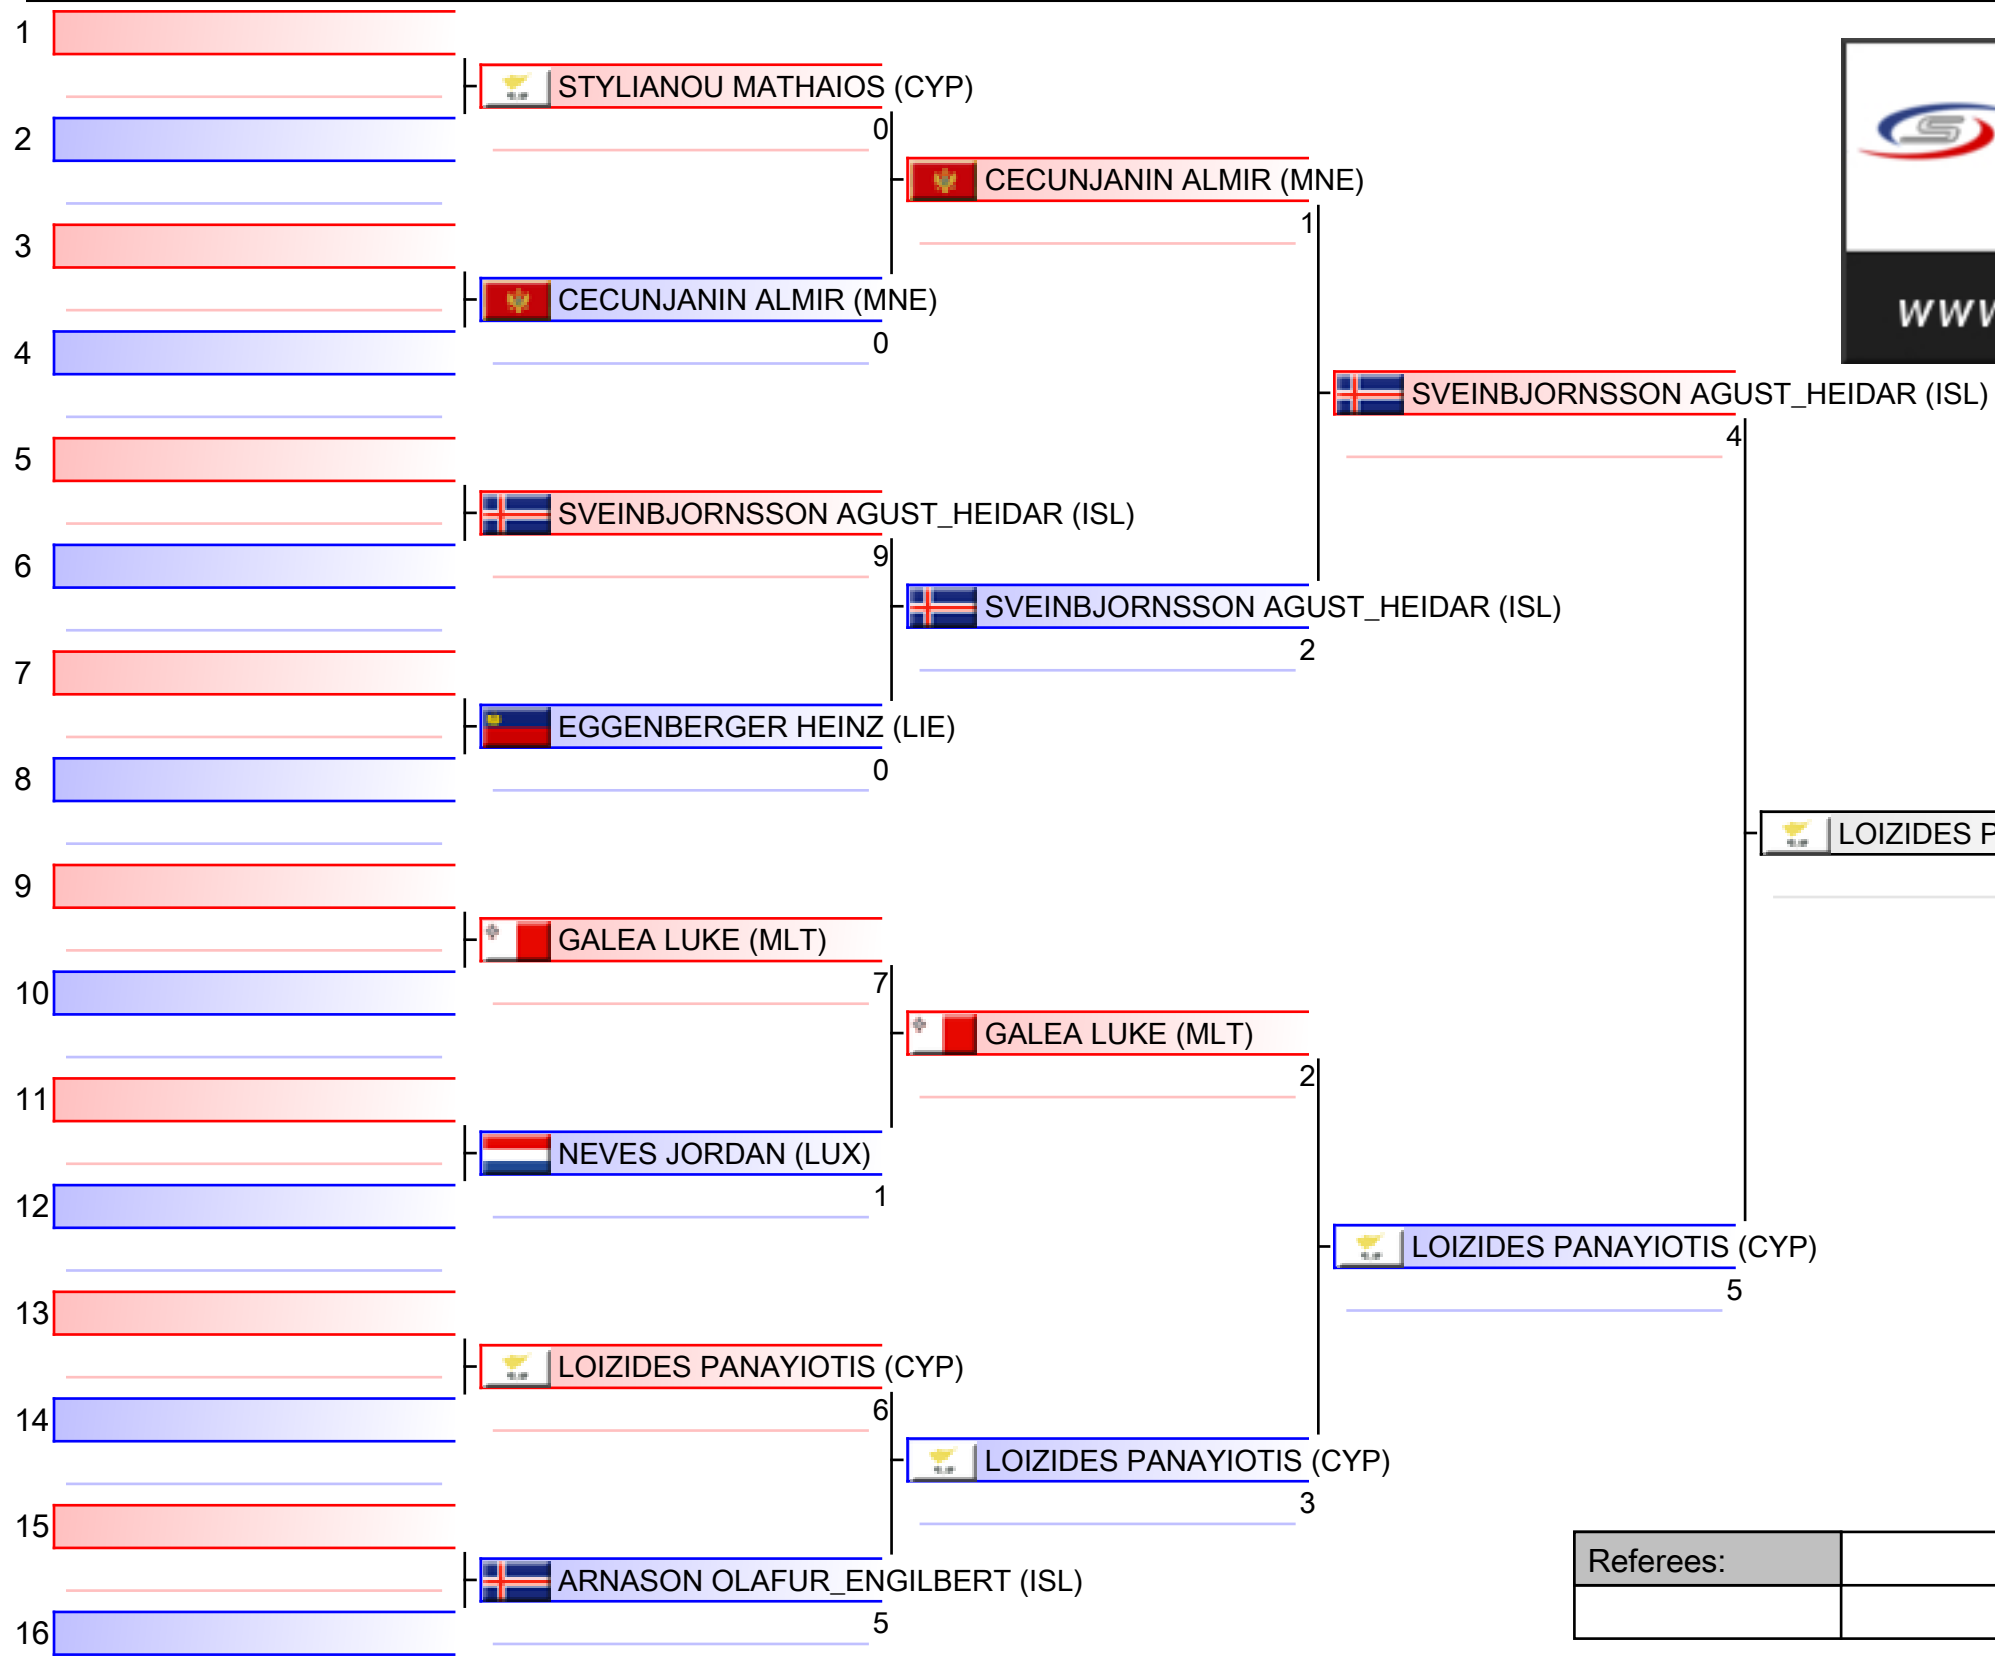 1
STYLIANOU MATHAIOS (CYP)
0
2
CECUNJANIN ALMIR (MNE)
1
3
CECUNJANIN ALMIR (MNE)
0
4
www
SVEINBJORNSSON AGUST_HEIDAR (ISL)
4
5
SVEINBJORNSSON AGUST_HEIDAR (ISL)
9
6
SVEINBJORNSSON AGUST_HEIDAR (ISL)
2
7
EGGENBERGER HEINZ (LIE)
0
8
LOIZIDES P
9
GALEA LUKE (MLT)
7
10
GALEA LUKE (MLT)
2
11
NEVES JORDAN (LUX)
1
12
LOIZIDES PANAYIOTIS (CYP)
5
13
LOIZIDES PANAYIOTIS (CYP)
6
14
LOIZIDES PANAYIOTIS (CYP)
3
15
Referees:
ARNASON OLAFUR_ENGILBERT (ISL)
5
16